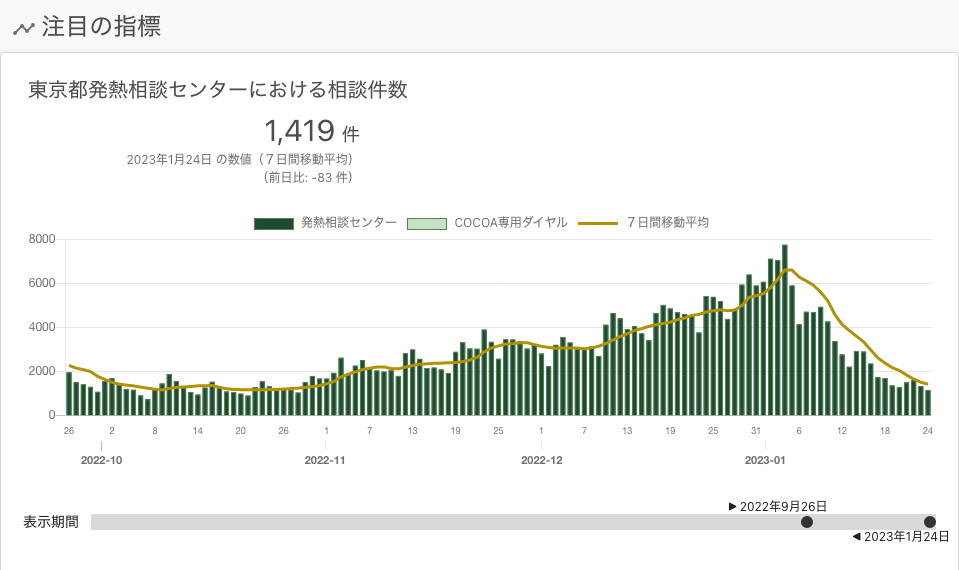 注目の指標
東京都発熱相談センターにおける相談件数
1,419 件
2023年1月24日 の数値（７日間移動平均）
（前日比: -83 件）
発熱相談センター COCOA専用ダイヤル ７日間移動平均
8000
6000
4000
2000
0
26 2 8 14 20 26 1 7 13 19 25 1 7 13 19 25 31 6 12 18 24
2022-10 2022-11 2022-12 2023-01
2022年9月26日
表示期間
2023年1月24日